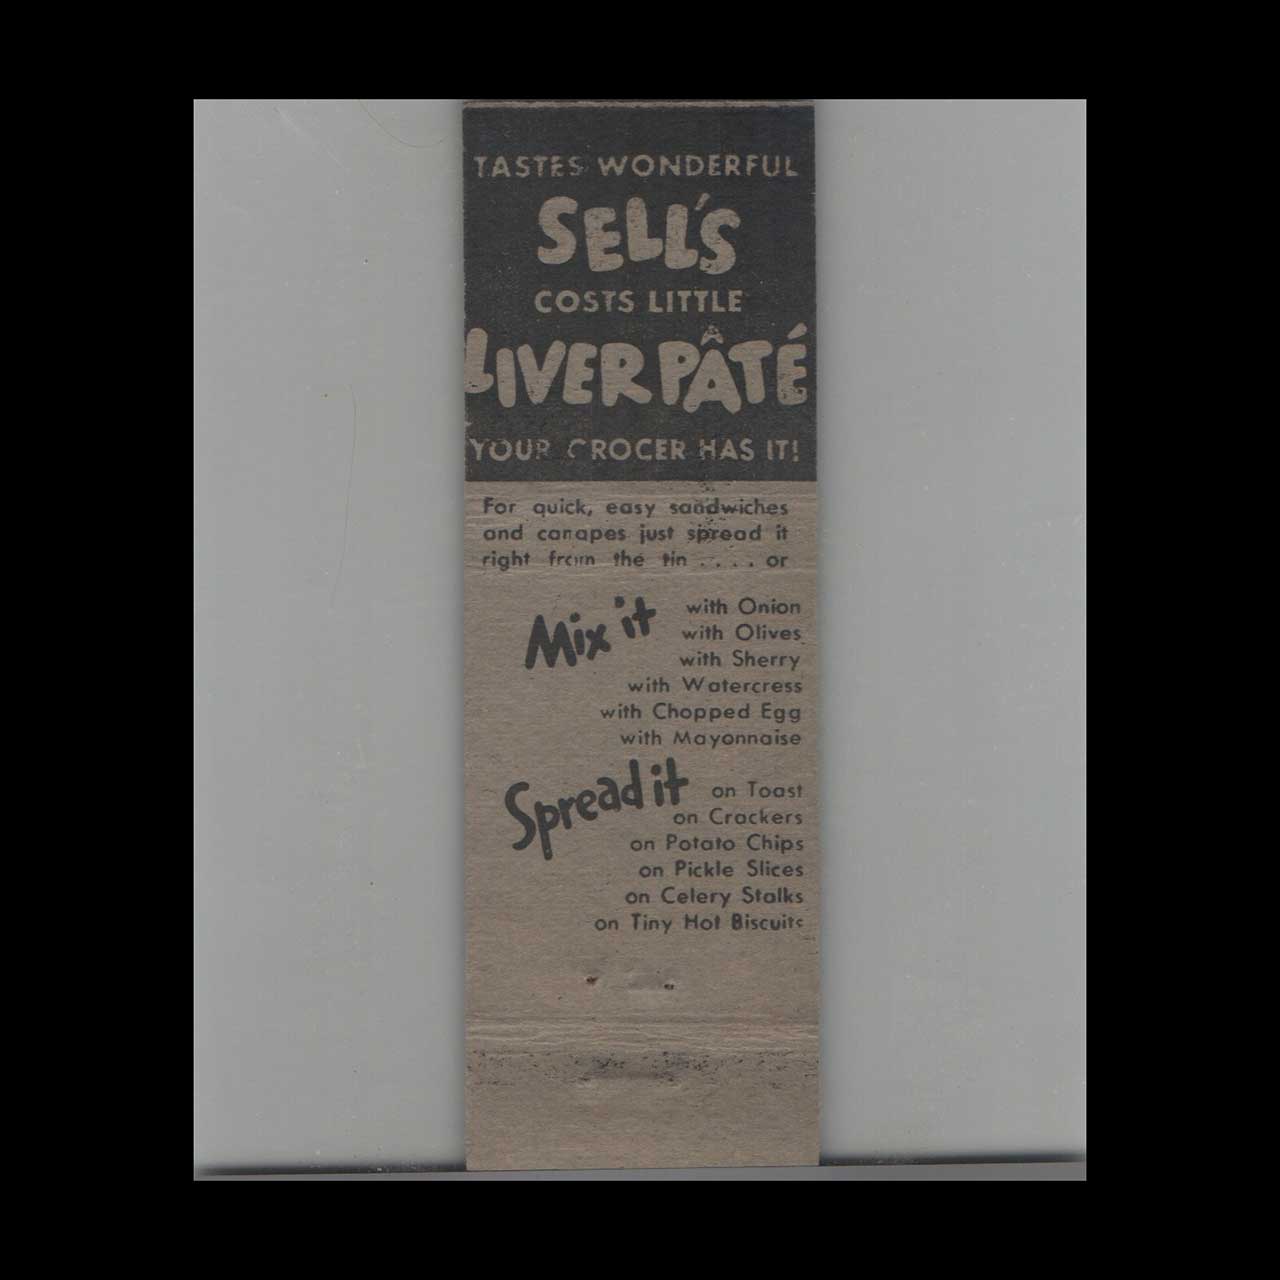 TASTES WONDERFUL
SELL'S
COSTS LITTLE
LIVER PÂTÉ
YOUR GROCER HAS IT!
For quick, easy sandwiches
and canapes just spread it
right from the tin .... or
Mix it with Onion
with Olives
with Sherry
with Watercress
with Chopped Egg
with Mayonnaise
Spread it on Toast
on Crackers
on Potato Chips
on Pickle Slices
on Celery Stalks
on Tiny Hot Biscuits